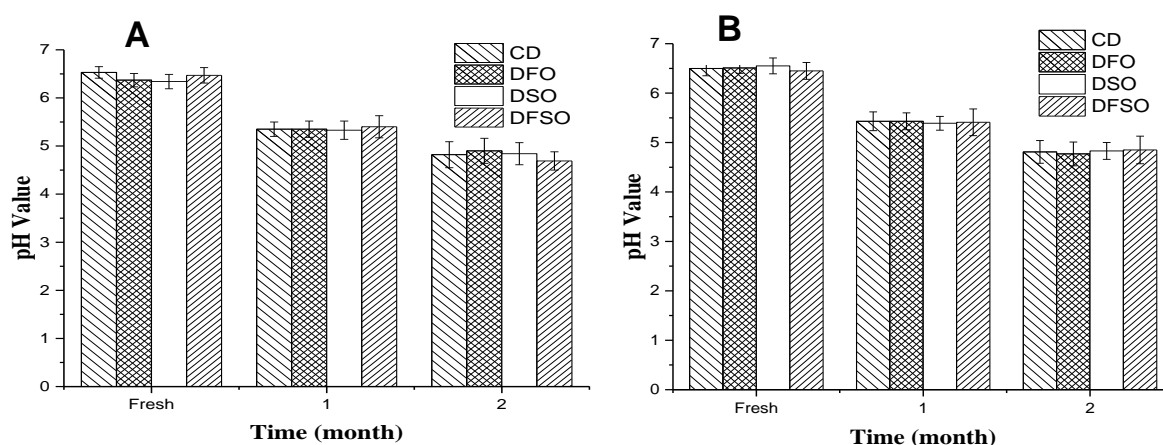 A
CD
DFO
DSO
DFSO
7
6
5
4
3
2
1
0
pH Value
Fresh
1
2
Time (month)
B
CD
DFO
DSO
DFSO
7
6
5
4
3
2
1
0
pH Value
Fresh
1
2
Time (month)